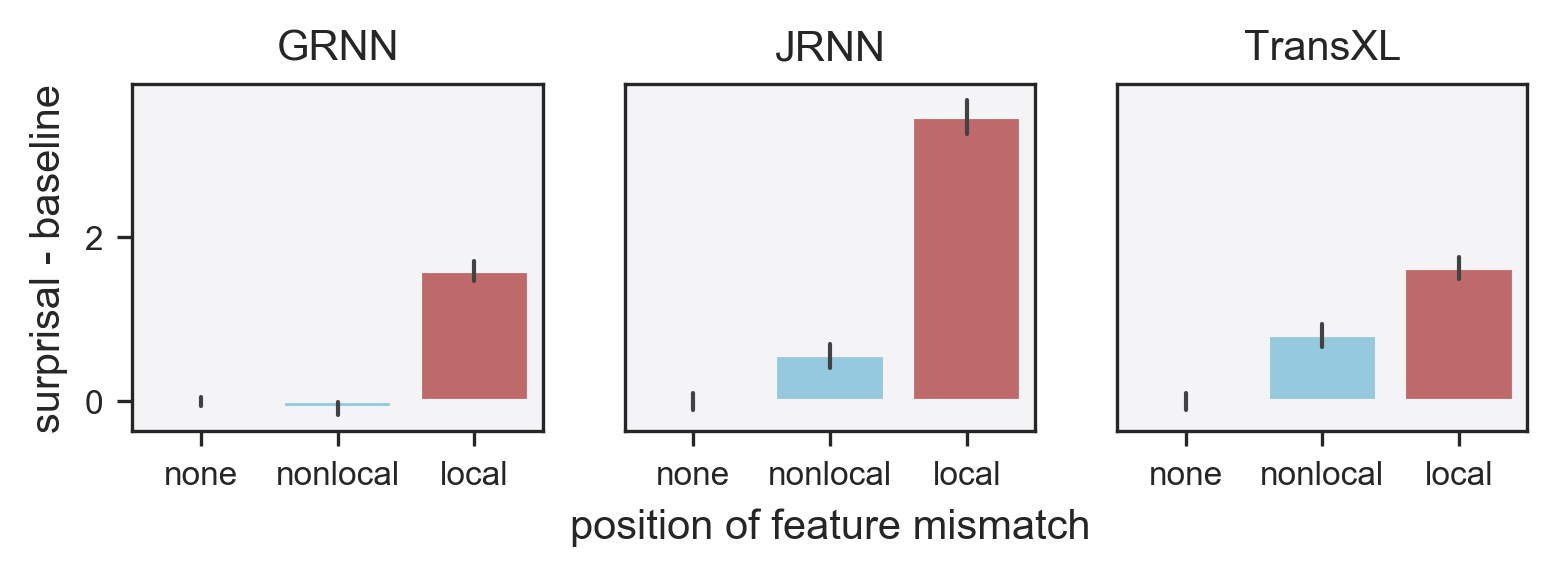 GRNN
JRNN
TransXL
surprisal - baseline
2
0
none nonlocal local
none nonlocal local
none nonlocal local
position of feature mismatch